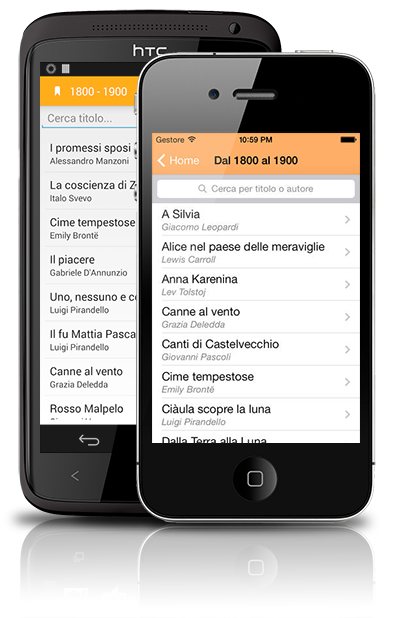 hTC
1800 - 1900
Cerca titolo...
I promessi sposi
Alessandro Manzoni
La coscienza di
Italo Svevo
Cime tempestose
Emily Brontë
Il piacere
Gabriele D'Annunzio
Uno, nessuno e
Luigi Pirandello
Il fu Mattia Pasca
Luigi Pirandello
Canne al vento
Grazia Deledda
Rosso Malpelo
Gestore
10:59 PM
Home
Dal 1800 al 1900
Cerca per titolo o autore
A Silvia
Giacomo Leopardi
Alice nel paese delle meraviglie
Lewis Carroll
Anna Karenina
Lev Tolstoj
Canne al vento
Grazia Deledda
Canti di Castelvecchio
Giovanni Pascoli
Cime tempestose
Emily Brontë
Ciàula scopre la luna
Luigi Pirandello
Dalla Terra alla Luna